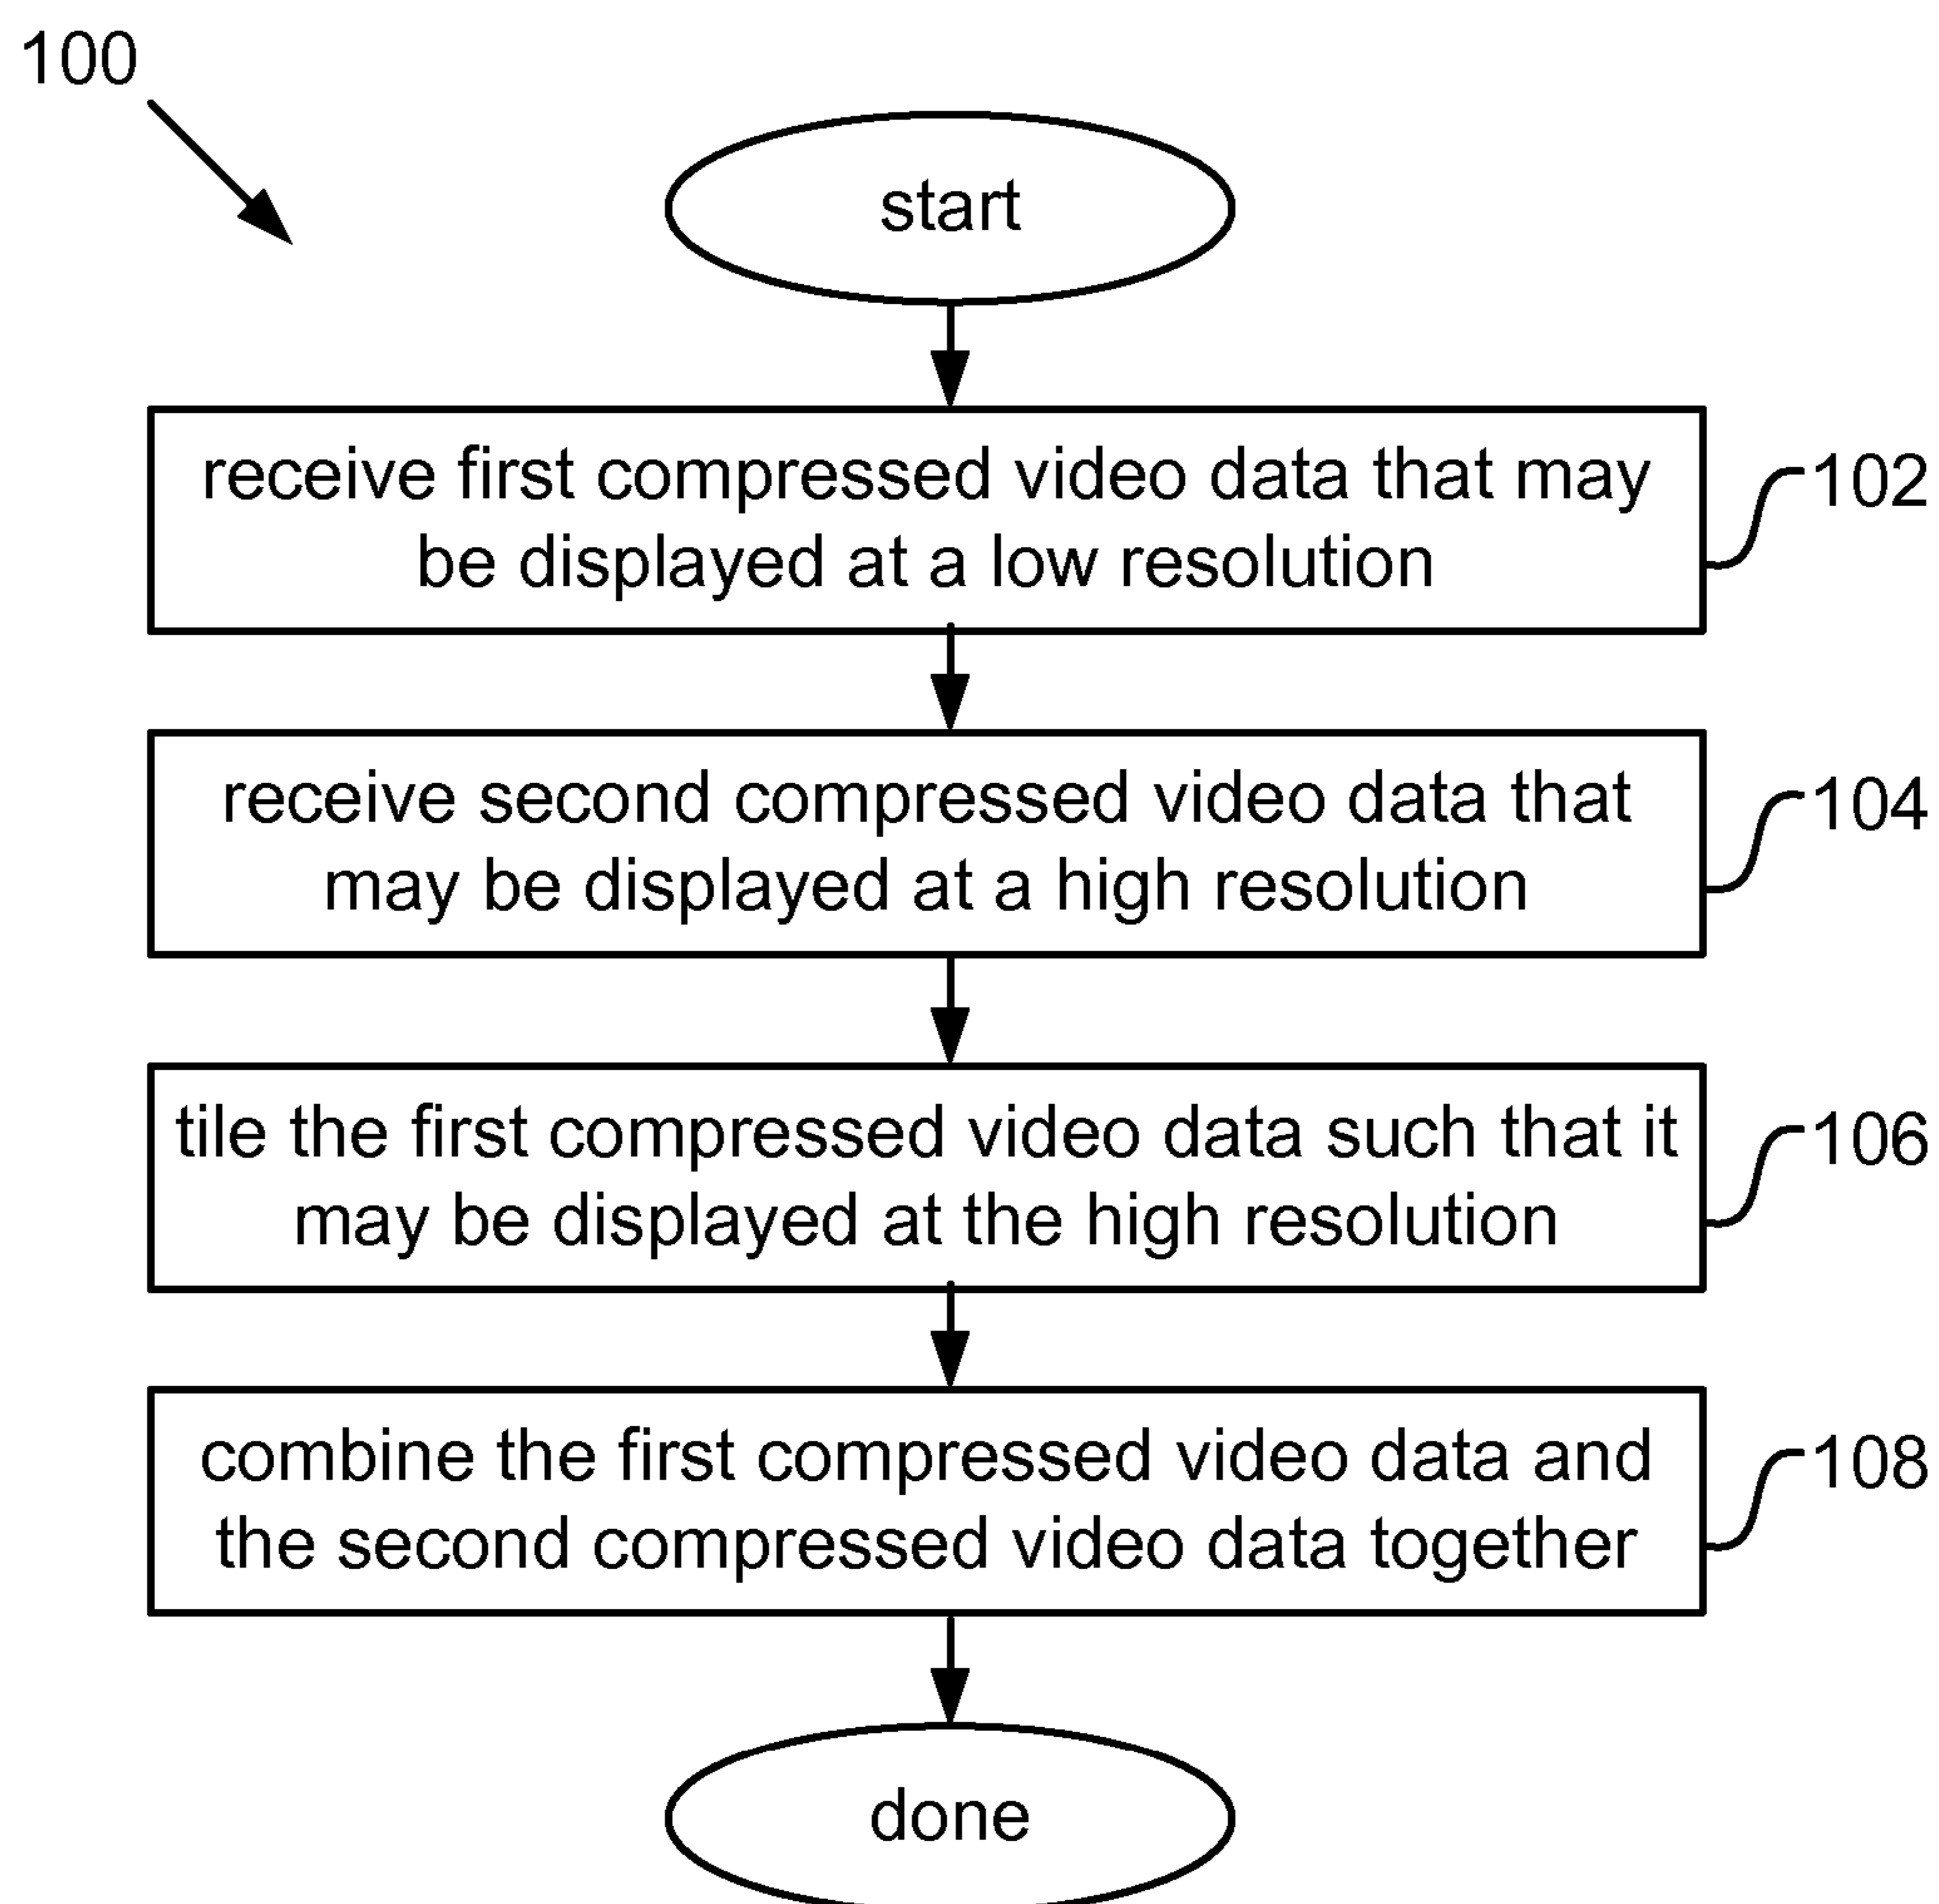 100
start
receive first compressed video data that may
be displayed at a low resolution
102
receive second compressed video data that
may be displayed at a high resolution
104
tile the first compressed video data such that it
may be displayed at the high resolution
106
combine the first compressed video data and
the second compressed video data together
108
done